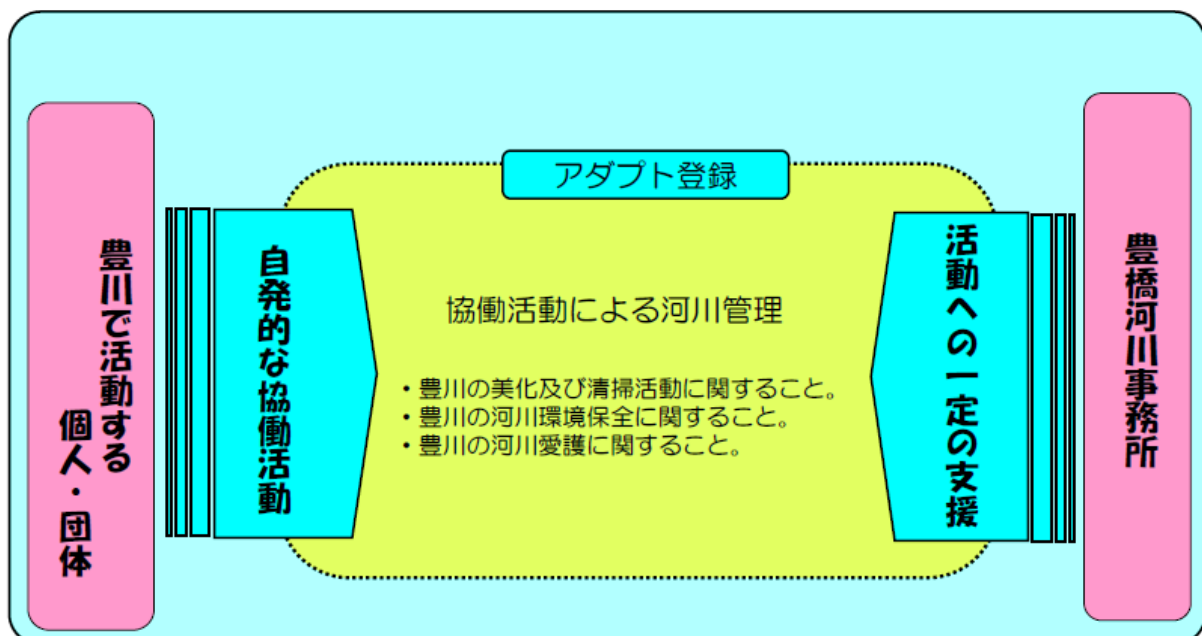 アダプト登録
豊川で活動する
個人・団体
自発的な協働活動
協働活動による河川管理
・豊川の美化及び清掃活動に関すること。
・豊川の河川環境保全に関すること。
・豊川の河川愛護に関すること。
活動への一定の支援
豊橋河川事務所